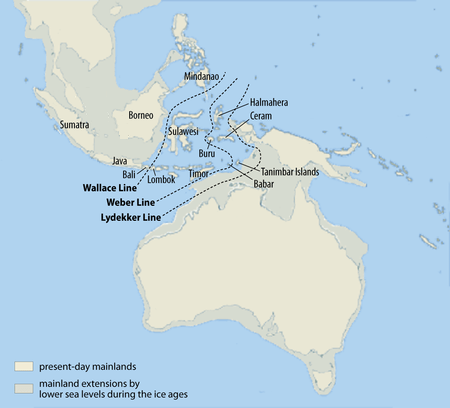 Mindanao
Halmahera
Borneo
Ceram
Sumatra
Sulawesi
Buru
Java
Bali
Timor
Tanimbar Islands
Lombok
Babar
Wallace Line
Weber Line
Lydekker Line
present-day mainlands
mainland extensions by
lower sea levels during the ice ages